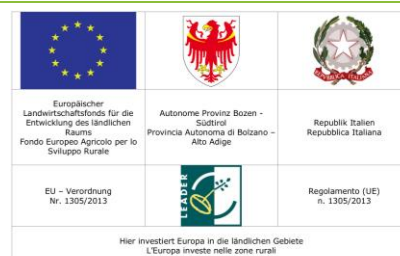 Europäischer
Landwirtschaftsfonds für die
Entwicklung des ländlichen
Raums
Fondo Europeo Agricolo per lo
Sviluppo Rurale
Autonome Provinz Bozen -
Südtirol
Provincia Autonoma di Bolzano –
Alto Adige
Republik Italien
Repubblica Italiana
EU – Verordnung
Nr. 1305/2013
LEADER
Regolamento (UE)
n. 1305/2013
Hier investiert Europa in die ländlichen Gebiete
L'Europa investe nelle zone rurali